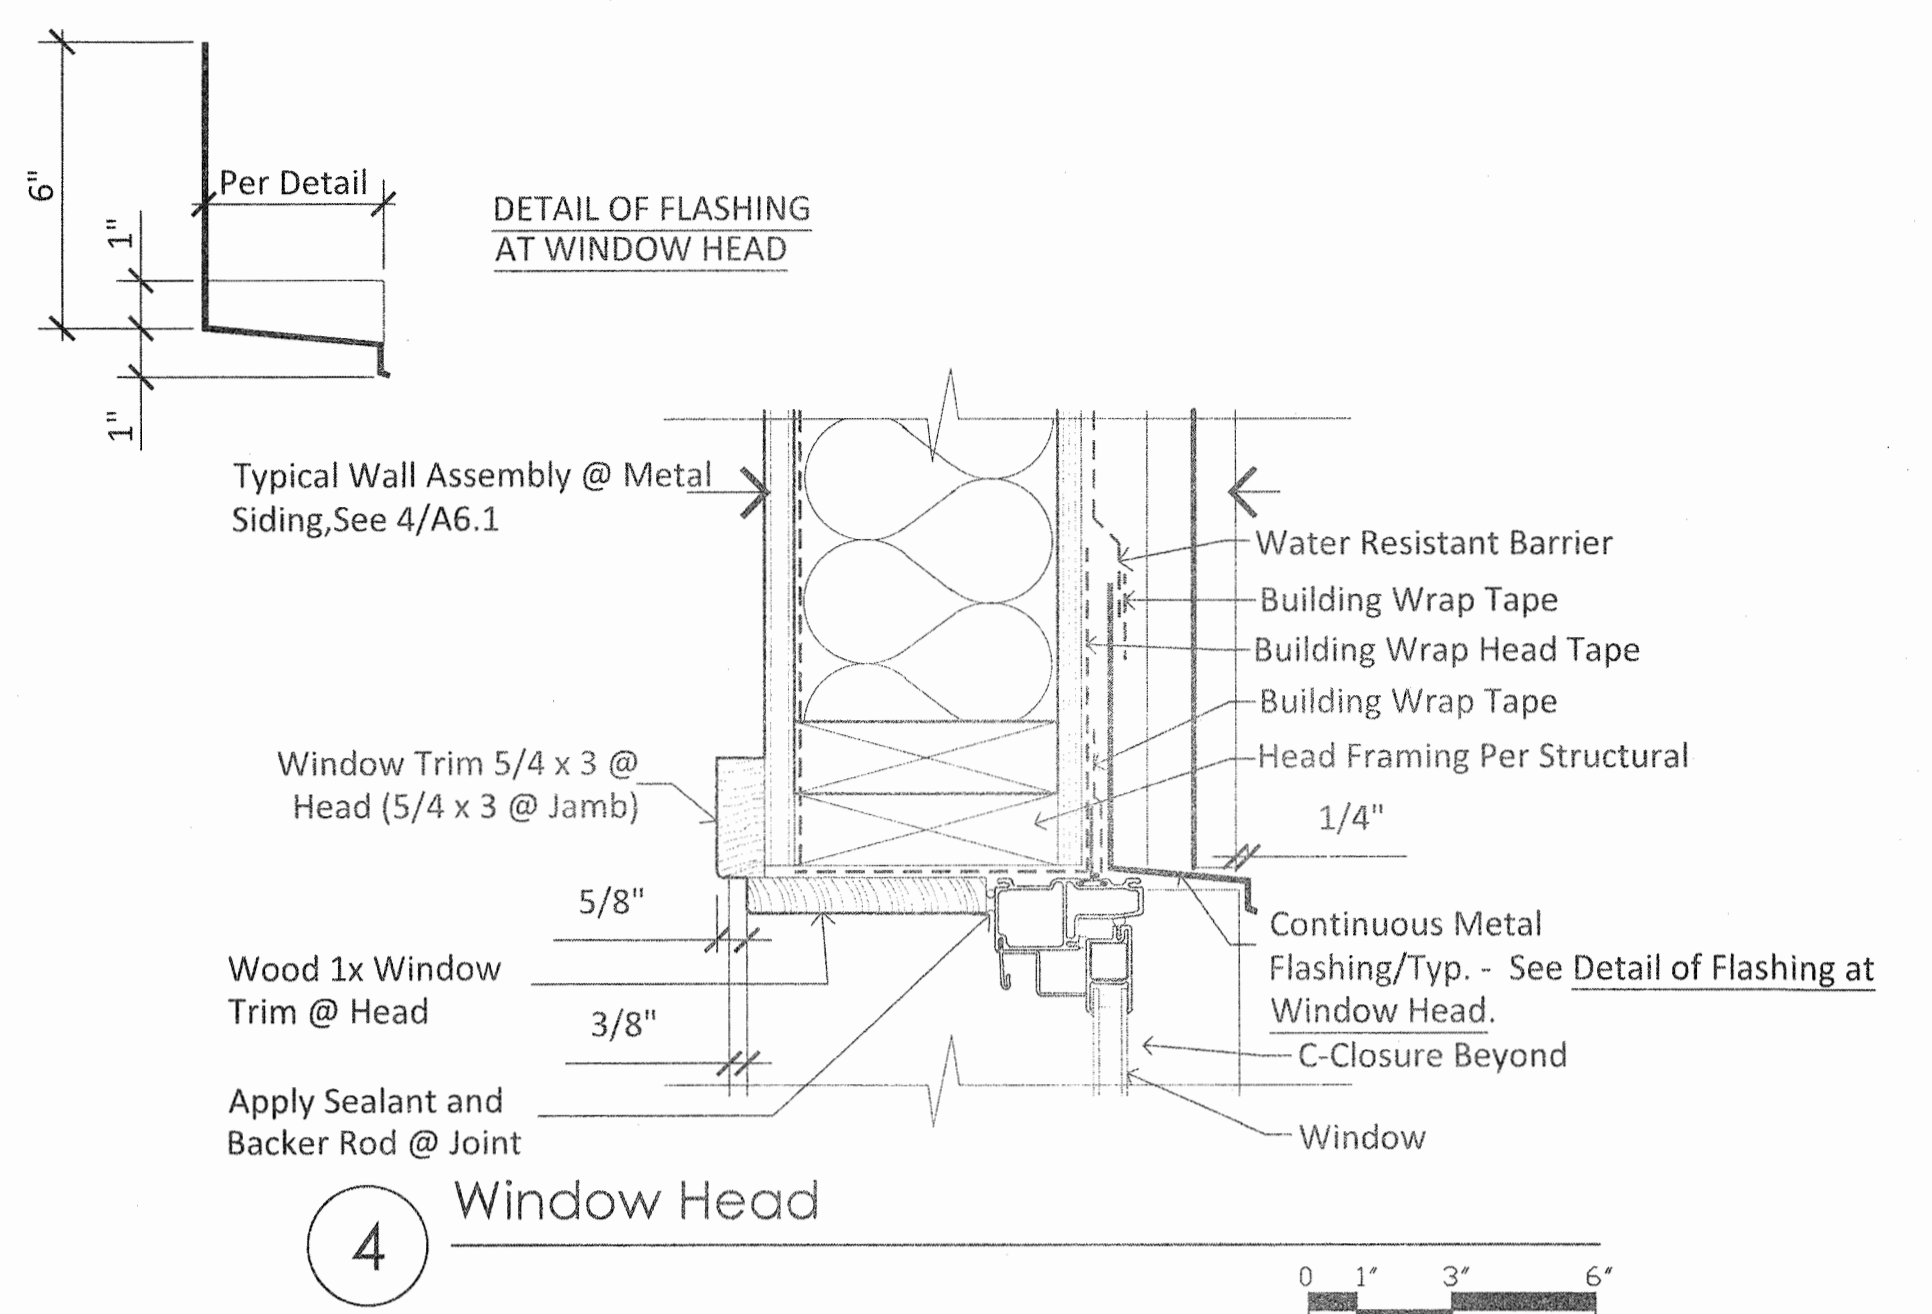 6"
Per Detail
1"
1"
DETAIL OF FLASHING
AT WINDOW HEAD
Typical Wall Assembly @ Metal
Siding,See 4/A6.1
Water Resistant Barrier
Building Wrap Tape
Building Wrap Head Tape
Building Wrap Tape
Head Framing Per Structural
1/4"
Window Trim 5/4 x 3 @
Head (5/4 x 3 @ Jamb)
5/8"
Wood 1x Window
Trim @ Head
3/8"
Apply Sealant and
Backer Rod @ Joint
Continuous Metal
Flashing/Typ. - See Detail of Flashing at
Window Head.
C-Closure Beyond
Window
4
Window Head
0 1" 3" 6"